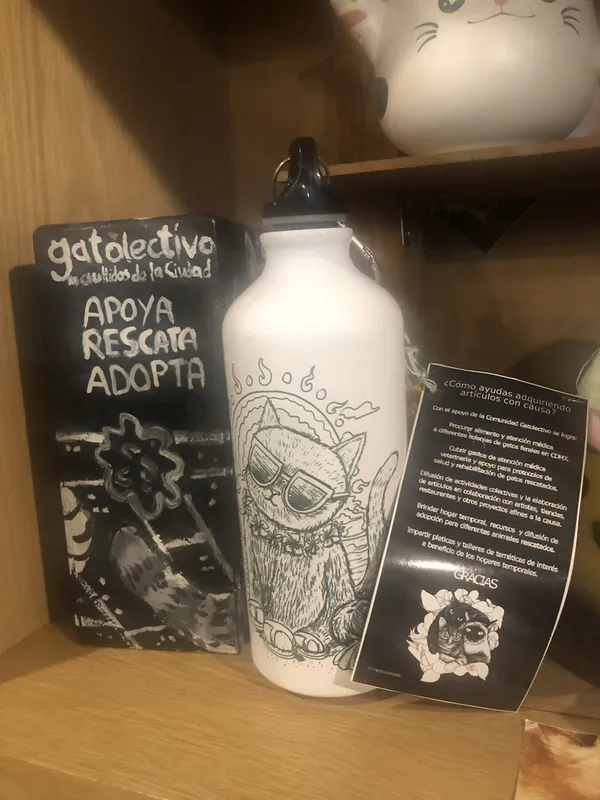 gatolectivo
maullidos de la Ciudad
APOYA
RESCATA
ADOPTA
¿Cómo ayudas adquiriendo
artículos con causa?
Con el apoyo de la Comunidad Gatolectivo se logra:
Procurar alimento y atención médica
a diferentes colonias de gatos ferales en CDMX.
Cubrir gastos de atención médica
veterinaria y apoyo para protocolos de
salud y rehabilitación de gatos rescatados.
Difusión de actividades colectivas y la elaboración
de artículos en colaboración con artistas, tiendas,
restaurantes y otros proyectos afines a la causa.
Brindar hogar temporal, recursos y difusión de
adopción para diferentes animales rescatados.
Impartir pláticas y talleres de temáticas de interés
a beneficio de los hogares temporales.
GRACIAS